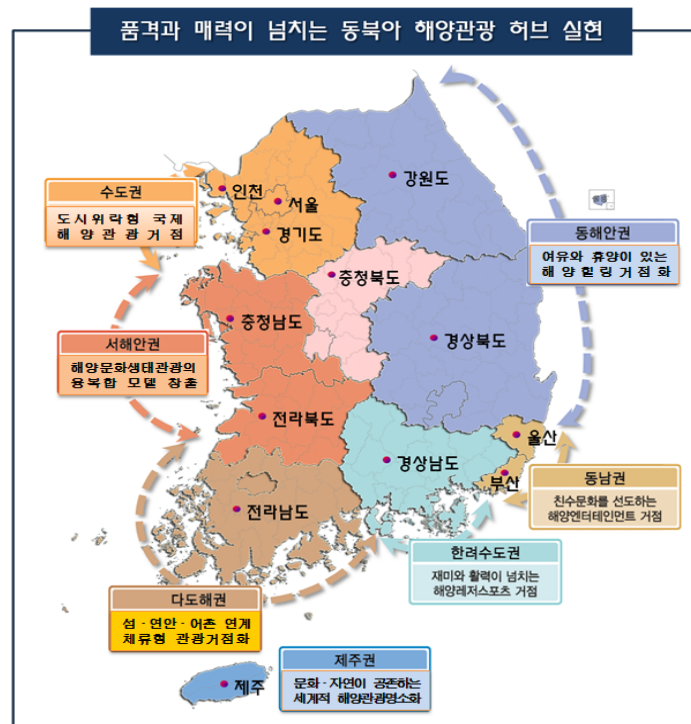 품격과 매력이 넘치는 동북아 해양관광 허브 실현
강원도
인천
서울
경기도
수도권
도시위락형 국제
해양관광거점
동해안권
여유와 휴양이 있는
해양힐링거점화
충청북도
충청남도
경상북도
서해안권
해양문화생태관광의
융복합 모델 창출
전라북도
울산
경상남도
부산
동남권
친수문화를 선도하는
해양엔터테인먼트 거점
전라남도
한려수도권
재미와 활력이 넘치는
해양레저스포츠 거점
다도해권
섬·연안·어촌 연계
체류형 관광거점화
제주권
문화·자연이 공존하는
세계적 해양관광명소화
제주